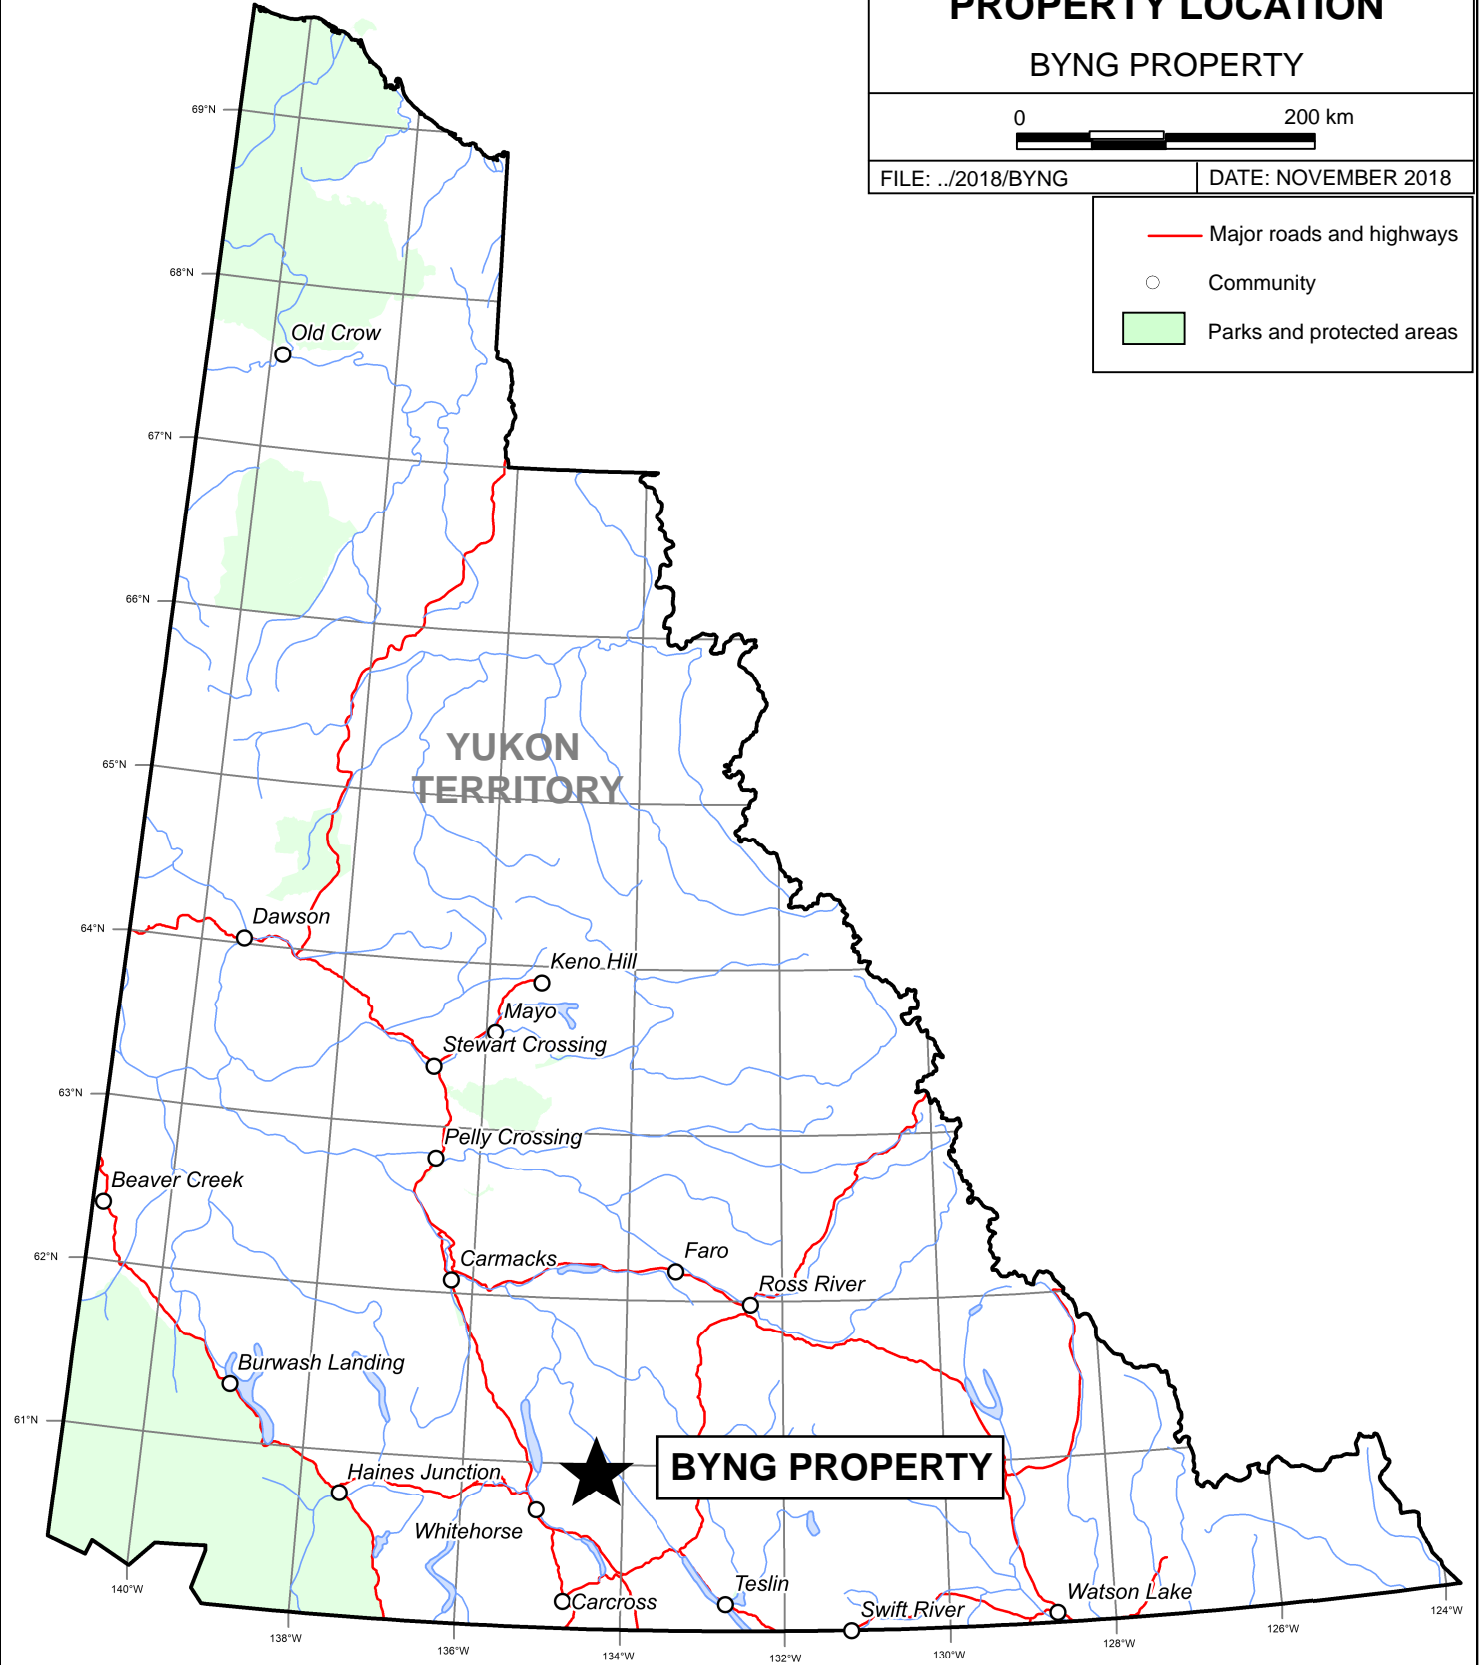 PROPERTY LOCATION
BYNG PROPERTY
0 200 km
FILE: ../2018/BYNG DATE: NOVEMBER 2018
Major roads and highways
Community
Parks and protected areas
69°N
68°N
Old Crow
67°N
66°N
YUKON
TERRITORY
65°N
Dawson
64°N
Keno Hill
Mayo
Stewart Crossing
63°N
Pelly Crossing
Beaver Creek
62°N
Carmacks
Faro
Ross River
Burwash Landing
61°N
BYNG PROPERTY
Haines Junction
Whitehorse
Teslin
Watson Lake
Carcross
Swift River
140°W
138°W
136°W
134°W
132°W
130°W
128°W
126°W
124°W